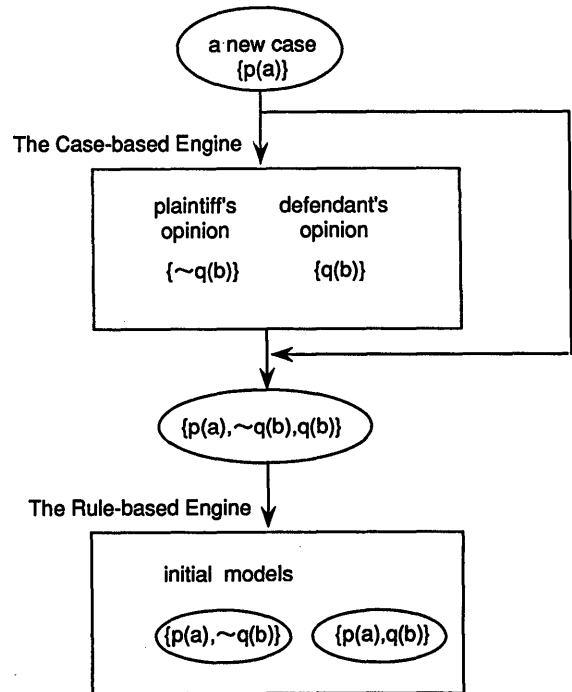 a new case
{p(a)}
The Case-based Engine
plaintiff's opinion
defendant's opinion
{~q(b)}
{q(b)}
{p(a),~q(b),q(b)}
The Rule-based Engine
initial models
{p(a),~q(b)}
{p(a),q(b)}